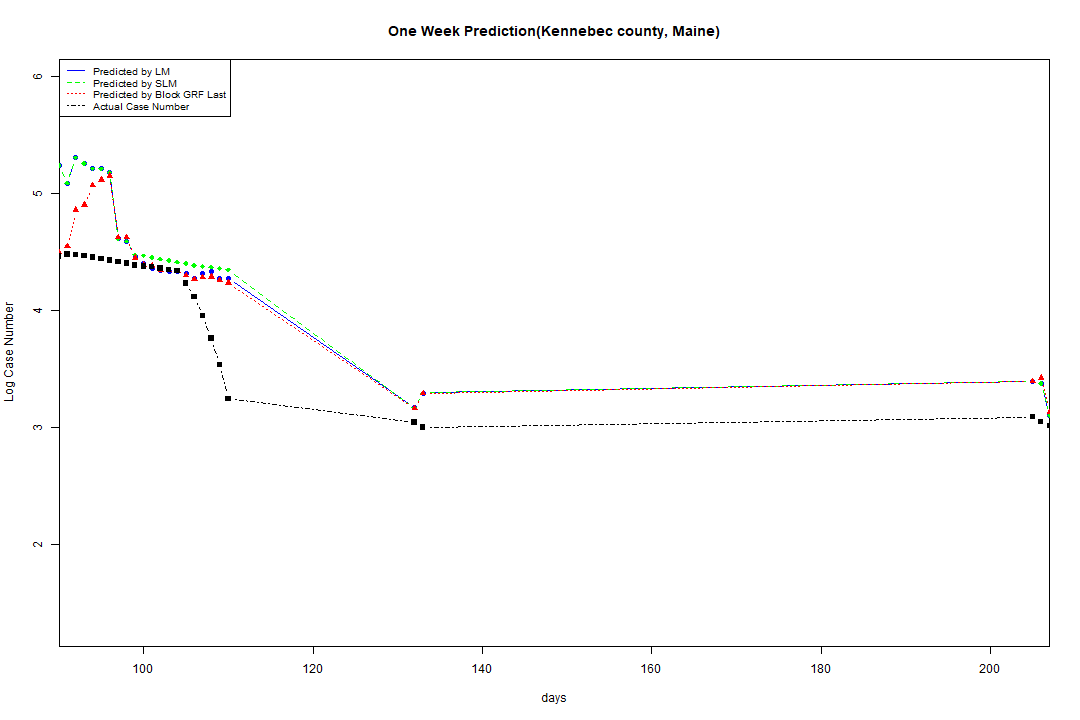 One Week Prediction(Kennebec county, Maine)
Predicted by LM
Predicted by SLM
Predicted by Block GRF Last
Actual Case Number
6
5
4
3
2
Log Case Number
100 120 140 160 180 200
days